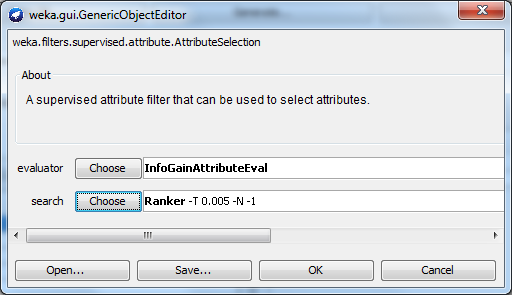 weka.gui.GenericObjectEditor
weka.filters.supervised.attribute.AttributeSelection
About
A supervised attribute filter that can be used to select attributes.
evaluator Choose InfoGainAttributeEval
search Choose Ranker -T 0.005 -N -1
Open... Save... OK Cancel